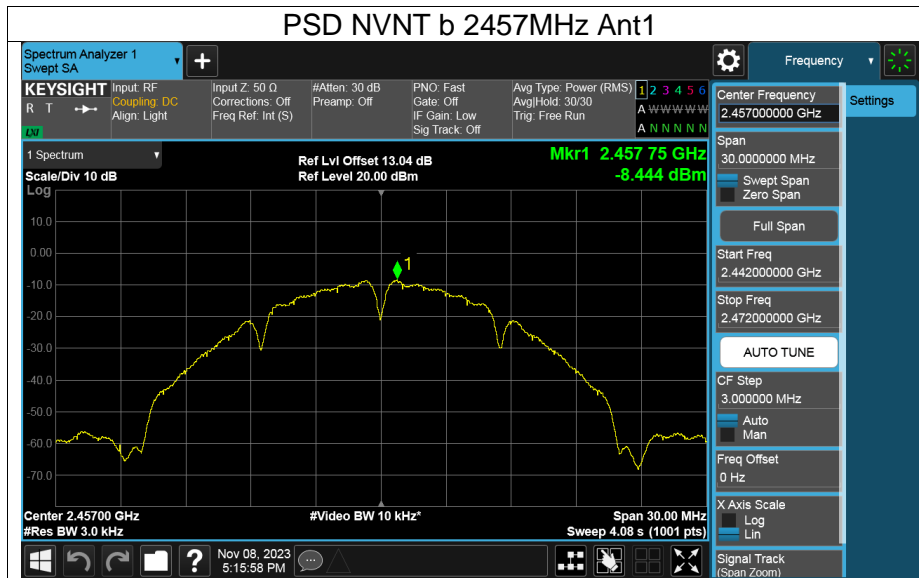 PSD NVNT b 2457MHz Ant1
Spectrum Analyzer 1
Swept SA
+
Frequency
KEYSIGHT
R T
LXI
Input: RF
Coupling: DC
Align: Light
Input Z: 50 Ω
Corrections: Off
Freq Ref: Int (S)
#Atten: 30 dB
Preamp: Off
PNO: Fast
Gate: Off
IF Gain: Low
Sig Track: Off
Avg Type: Power (RMS)
Avg|Hold: 30/30
Trig: Free Run
1 2 3 4 5 6
A W W W W W
A N N N N N
1 Spectrum
Scale/Div 10 dB
Ref Lvl Offset 13.04 dB
Ref Level 20.00 dBm
Mkr1 2.457 75 GHz
-8.444 dBm
Log
10.0
0.00
-10.0
-20.0
-30.0
-40.0
-50.0
-60.0
-70.0
1
Center 2.45700 GHz
#Res BW 3.0 kHz
#Video BW 10 kHz*
Span 30.00 MHz
Sweep 4.08 s (1001 pts)
Center Frequency
2.457000000 GHz
Settings
Span
30.0000000 MHz
Swept Span
Zero Span
Full Span
Start Freq
2.442000000 GHz
Stop Freq
2.472000000 GHz
AUTO TUNE
CF Step
3.000000 MHz
Auto
Man
Freq Offset
0 Hz
X Axis Scale
Log
Lin
Signal Track
(Span Zoom)
?
Nov 08, 2023
5:15:58 PM